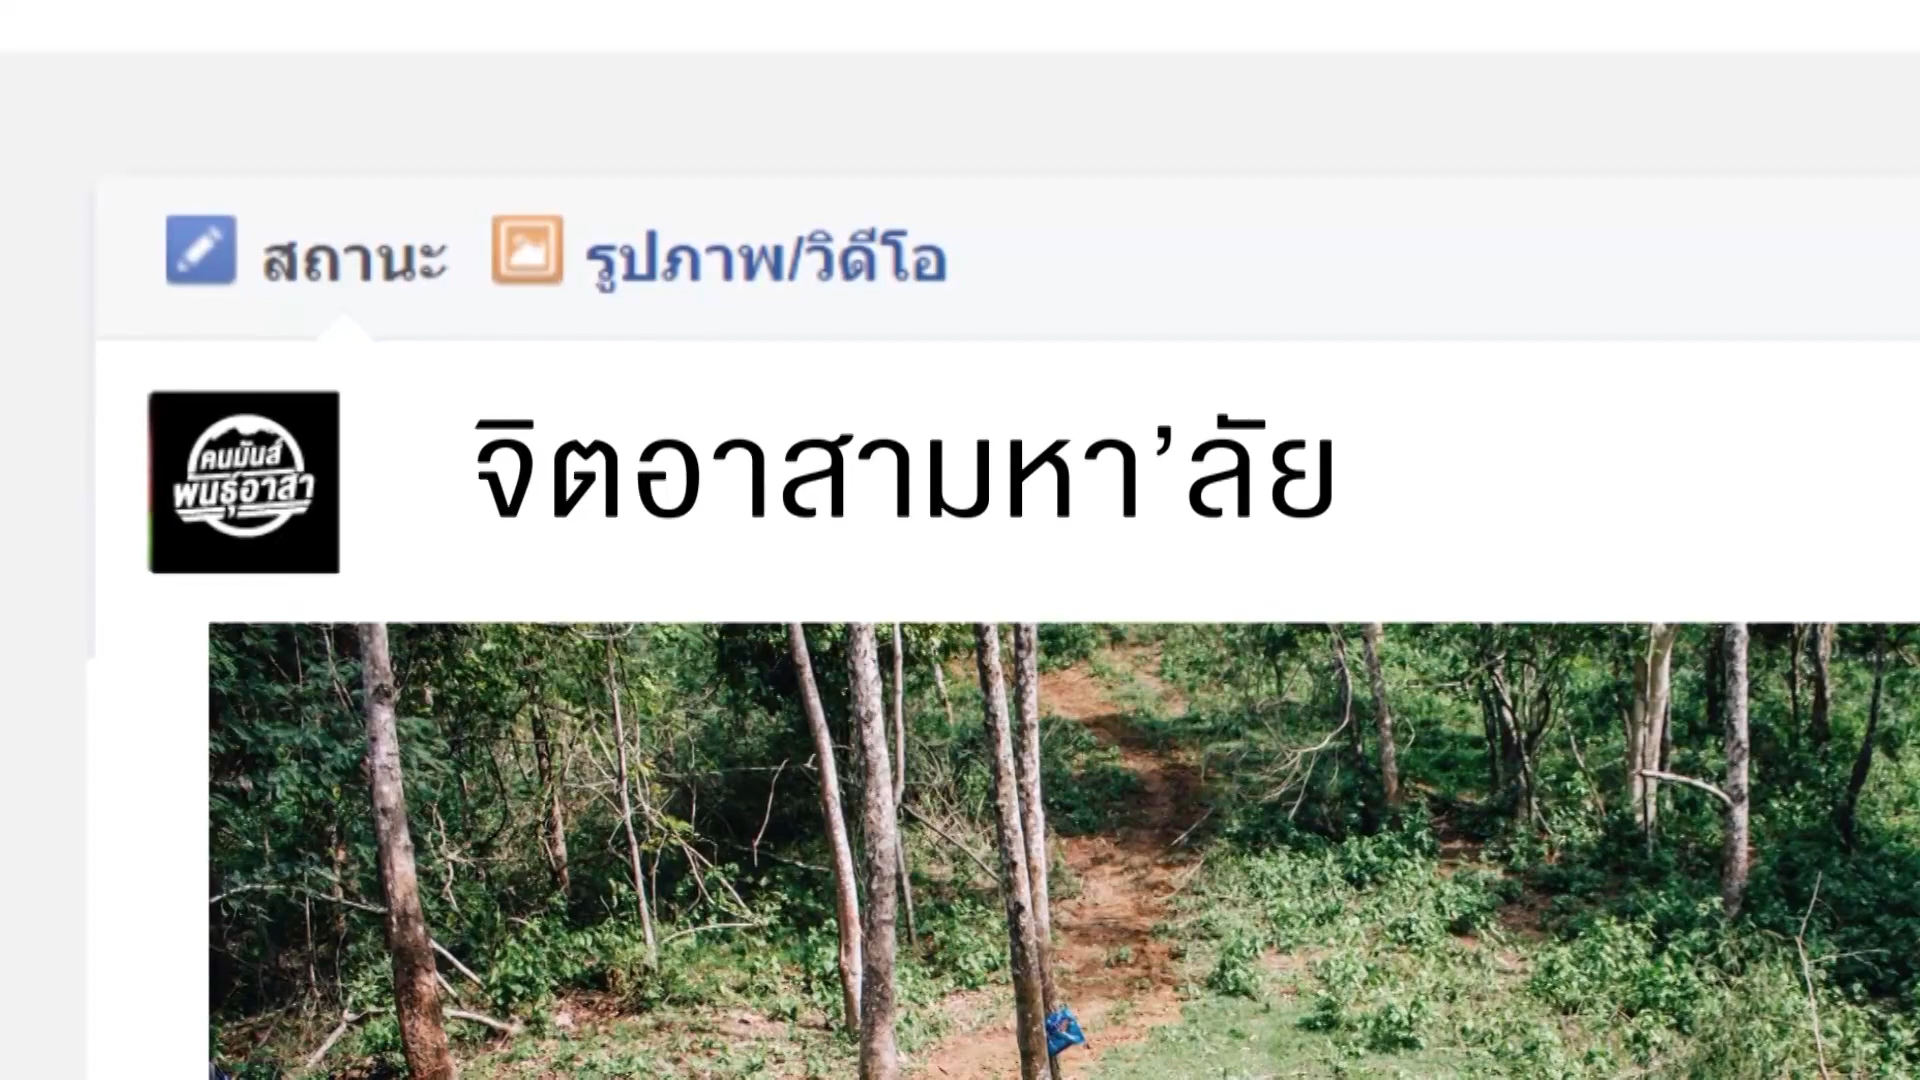 สถานะ รูปภาพ/วิดีโอ
จิตอาสามหา’ลัย
คนมันส์
พันธุ์อาสา